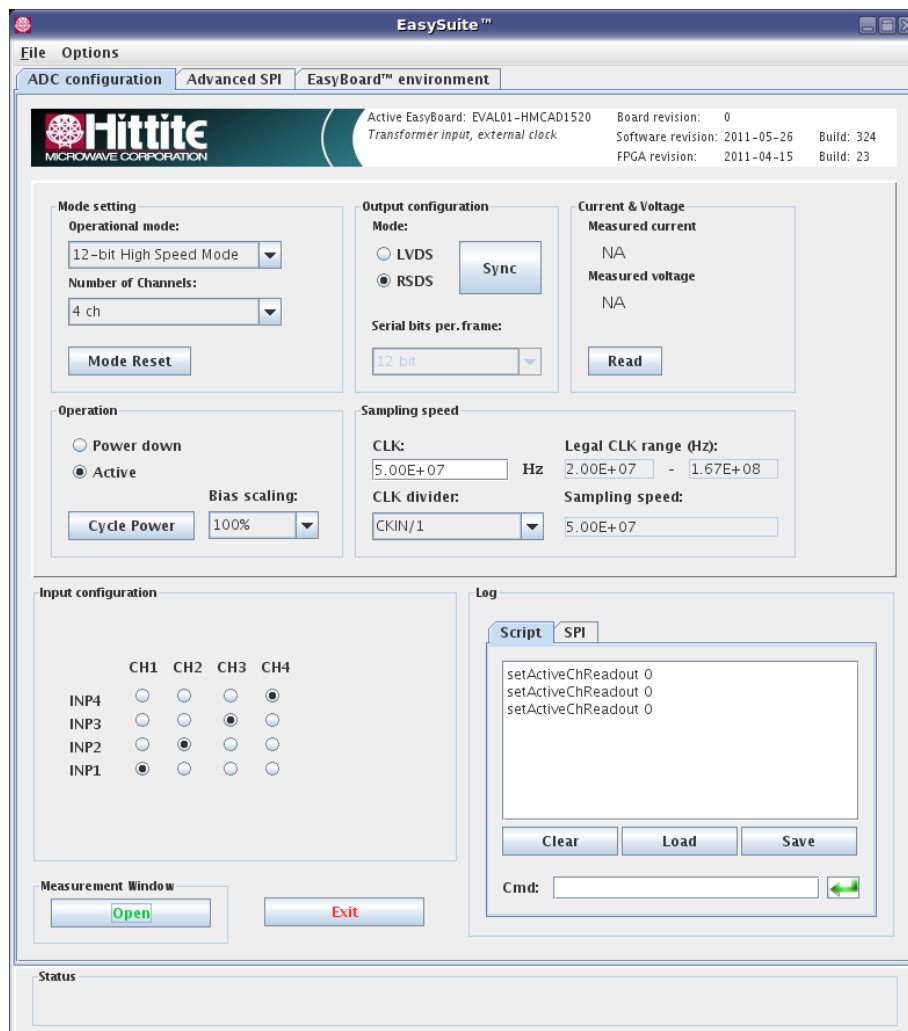 EasySuite™
File Options
ADC configuration Advanced SPI EasyBoard™ environment
Hittite
MICROWAVE CORPORATION
Active EasyBoard: EVAL01-HMCAD1520
Transformer input, external clock
Board revision: 0
Software revision: 2011-05-26 Build: 324
FPGA revision: 2011-04-15 Build: 23
Mode setting
Operational mode:
12-bit High Speed Mode
Number of Channels:
4 ch
Mode Reset
Output configuration
Mode:
LVDS
RSDS
Sync
Serial bits per.frame:
12 bit
Current & Voltage
Measured current
NA
Measured voltage
NA
Read
Operation
Power down
Active
Bias scaling:
Cycle Power 100%
Sampling speed
CLK: Legal CLK range (Hz):
5.00E+07 Hz 2.00E+07 - 1.67E+08
CLK divider: Sampling speed:
CKIN/1 5.00E+07
Input configuration
CH1 CH2 CH3 CH4
INP4
INP3
INP2
INP1
Log
Script SPI
setActiveChReadout 0
setActiveChReadout 0
setActiveChReadout 0
Clear Load Save
Cmd:
Measurement Window
Open
Exit
Status